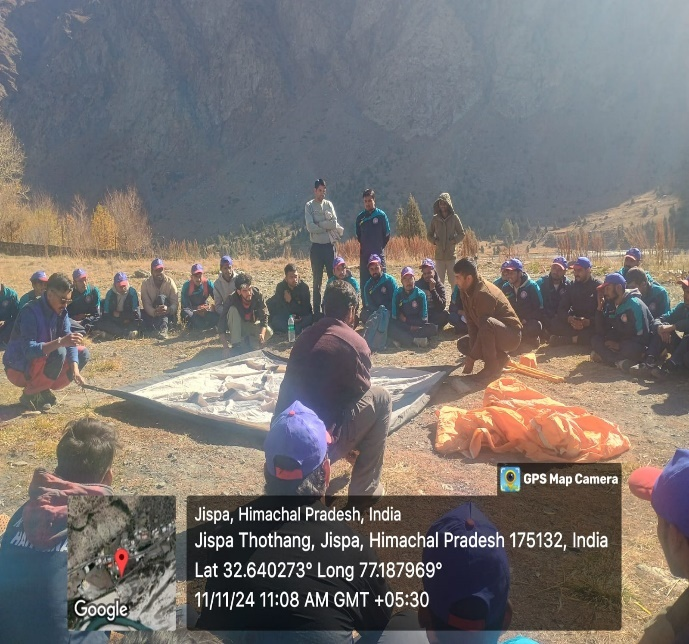 GPS Map Camera
Jispa, Himachal Pradesh, India
Jispa Thothang, Jispa, Himachal Pradesh 175132, India
Lat 32.640273° Long 77.187969°
11/11/24 11:08 AM GMT +05:30
Google